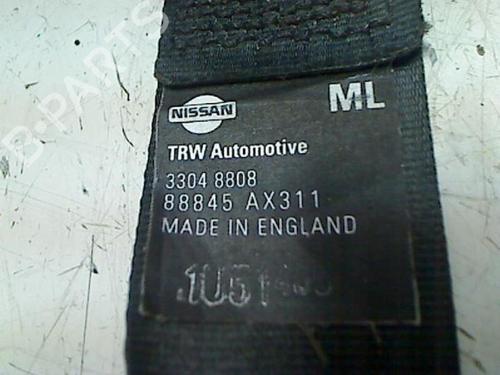 B-PARTS
NISSAN
ML
TRW Automotive
3304 8808
88845 AX311
MADE IN ENGLAND